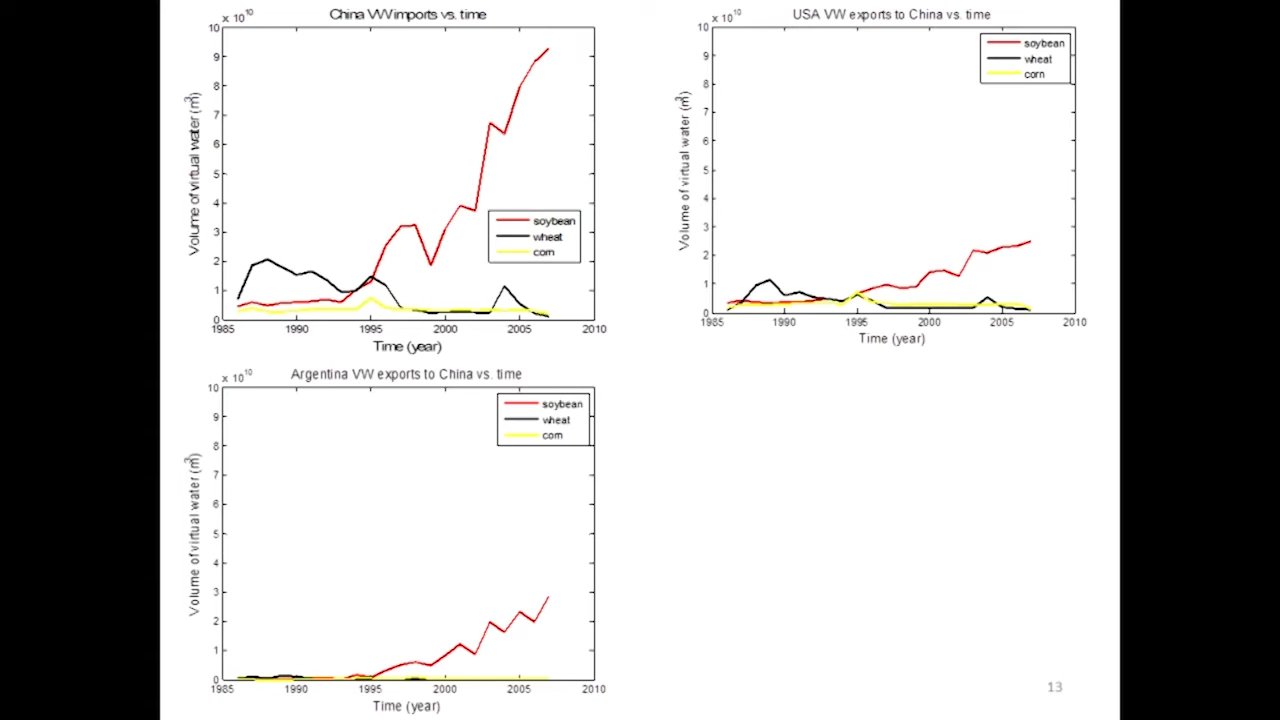 China VW imports vs. time
x 10^10
10
9
8
7
6
5
4
3
2
1
0
Volume of virtual water (m3)
soybean
wheat
corn
1985 1990 1995 2000 2005 2010
Time (year)
USA VW exports to China vs. time
x 10^10
10
9
8
7
6
5
4
3
2
1
0
Volume of virtual water (m3)
soybean
wheat
corn
1985 1990 1995 2000 2005 2010
Time (year)
Argentina VW exports to China vs. time
x 10^10
10
9
8
7
6
5
4
3
2
1
0
Volume of virtual water (m3)
soybean
wheat
corn
1985 1990 1995 2000 2005 2010
Time (year)
13